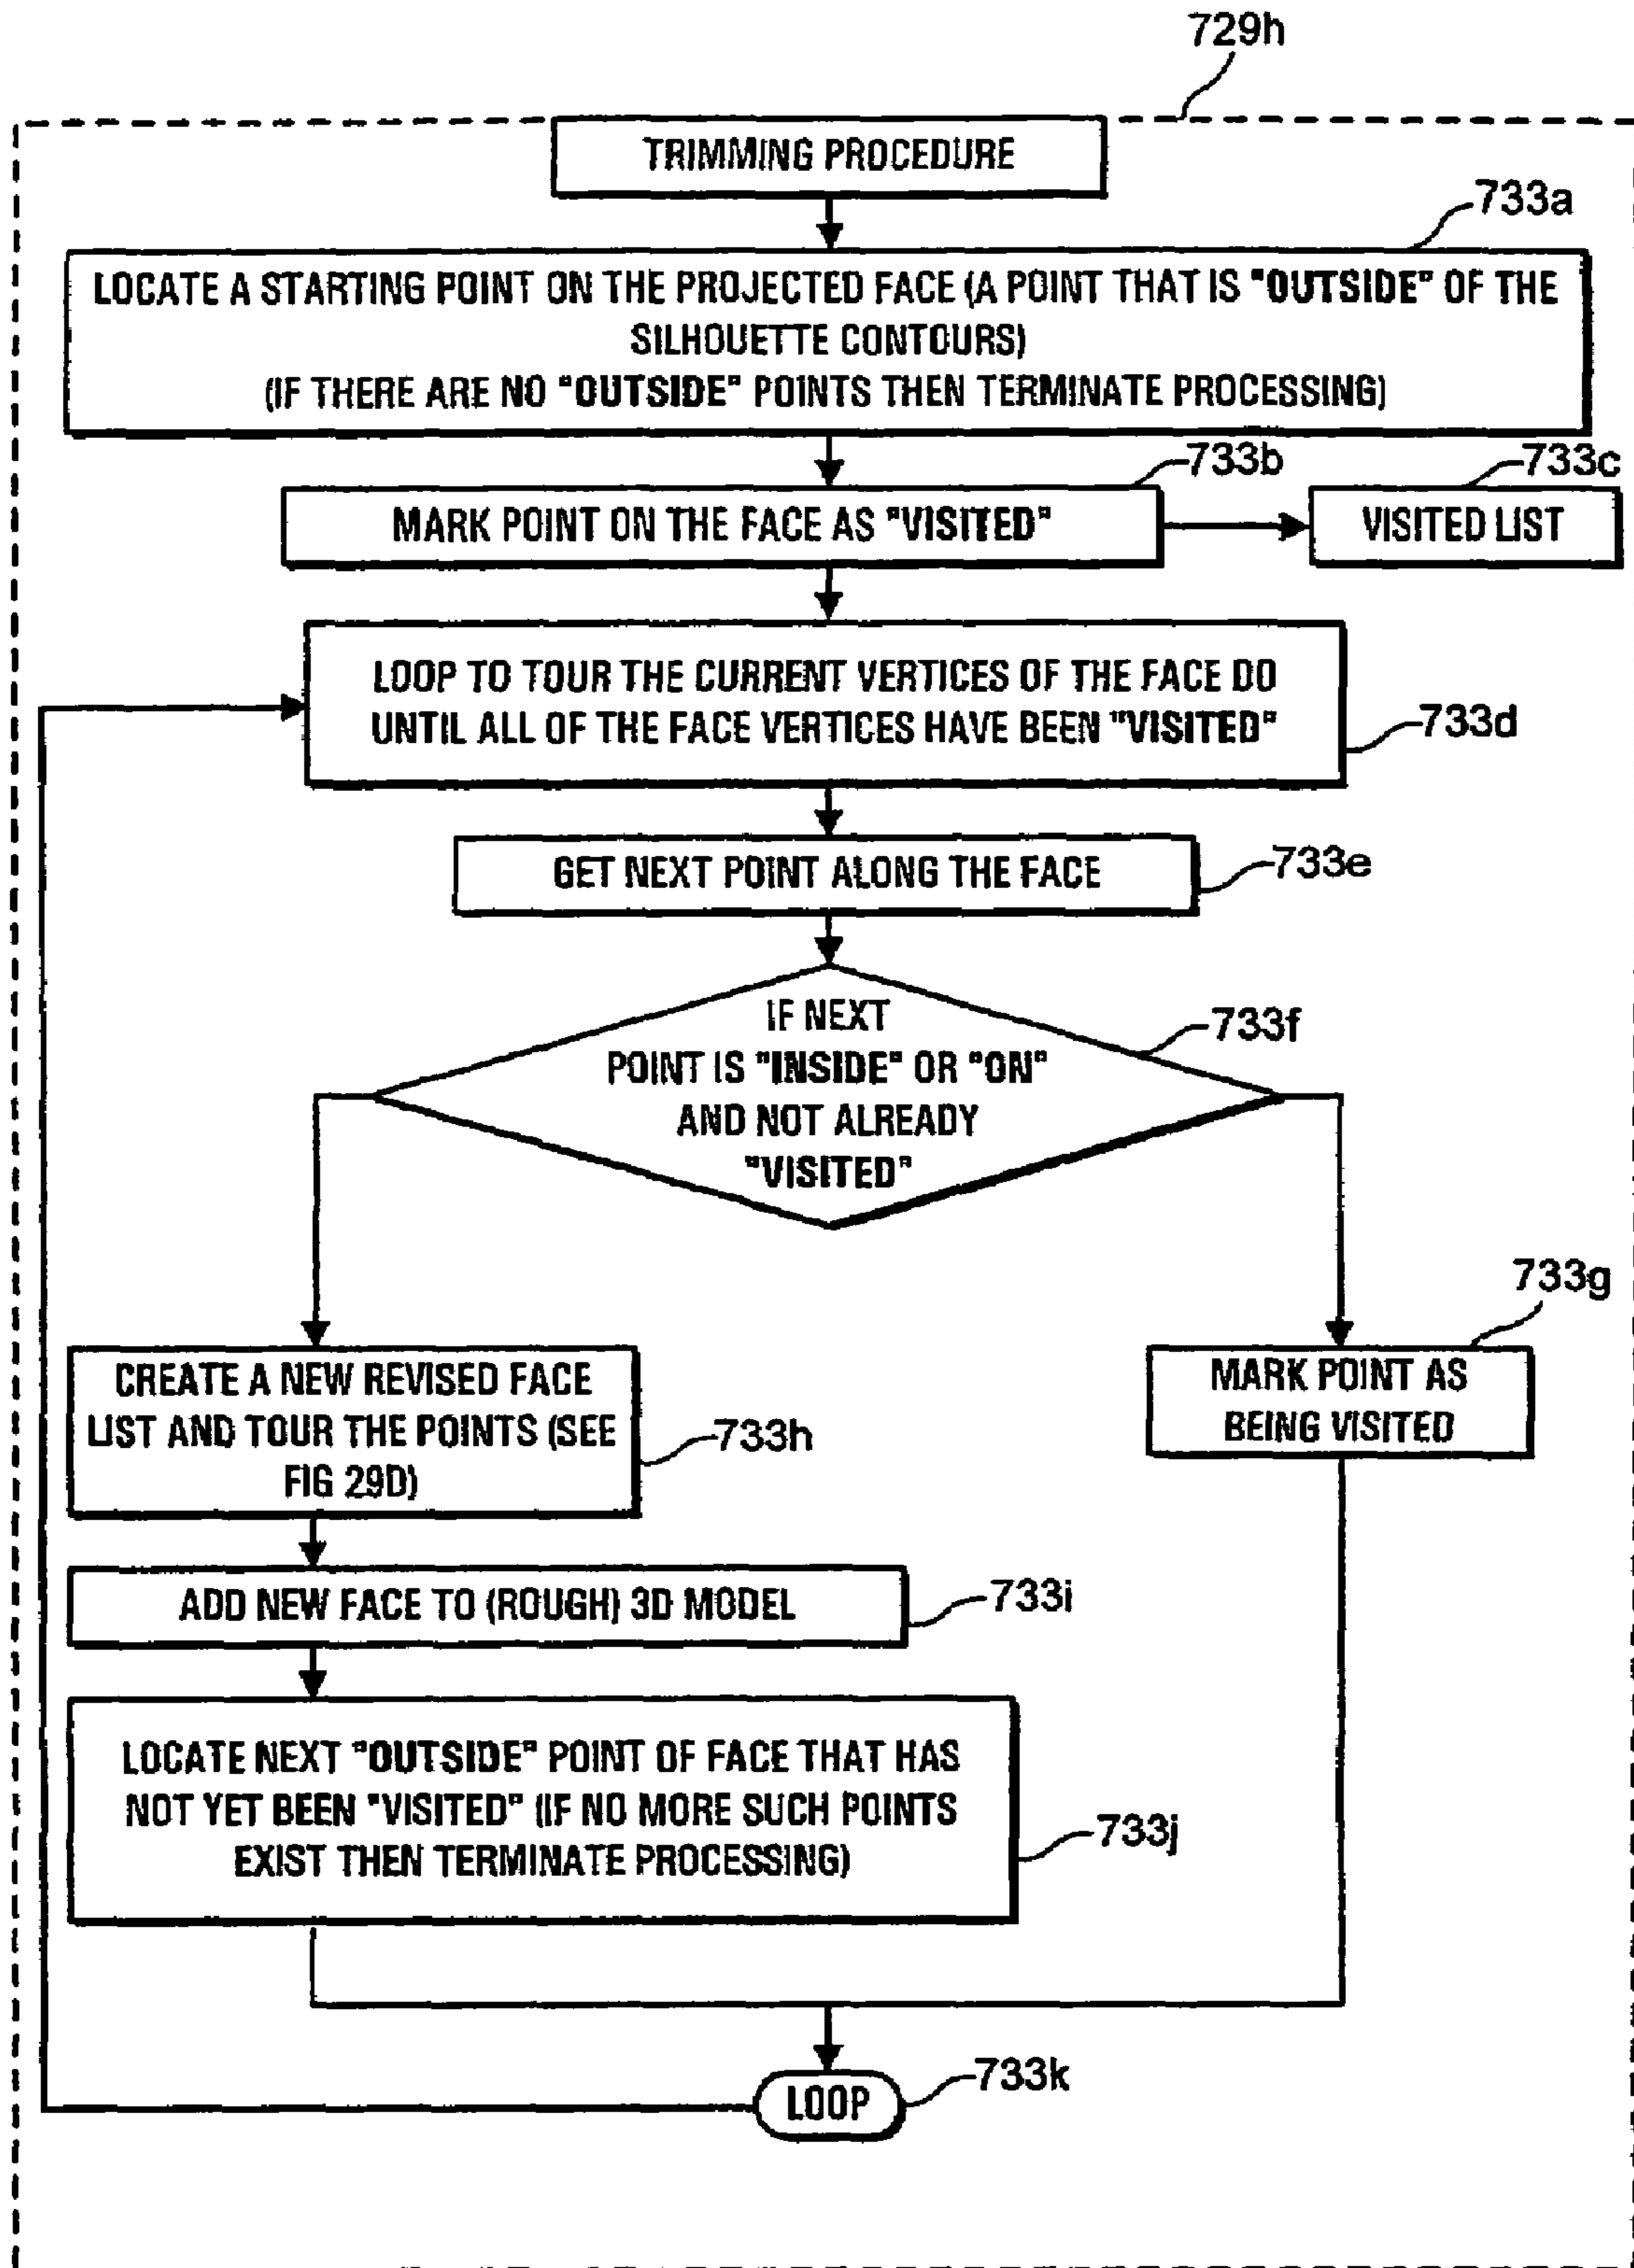 729h
TRIMMING PROCEDURE
733a
LOCATE A STARTING POINT ON THE PROJECTED FACE (A POINT THAT IS "OUTSIDE" OF THE
SILHOUETTE CONTOURS)
(IF THERE ARE NO "OUTSIDE" POINTS THEN TERMINATE PROCESSING)
733b
733c
MARK POINT ON THE FACE AS "VISITED"
VISITED LIST
LOOP TO TOUR THE CURRENT VERTICES OF THE FACE DO
UNTIL ALL OF THE FACE VERTICES HAVE BEEN "VISITED"
733d
GET NEXT POINT ALONG THE FACE
733e
IF NEXT
POINT IS "INSIDE" OR "ON"
AND NOT ALREADY
"VISITED"
733f
733g
CREATE A NEW REVISED FACE
LIST AND TOUR THE POINTS (SEE
FIG 29D)
733h
MARK POINT AS
BEING VISITED
ADD NEW FACE TO (ROUGH) 3D MODEL
733i
LOCATE NEXT "OUTSIDE" POINT OF FACE THAT HAS
NOT YET BEEN "VISITED" (IF NO MORE SUCH POINTS
EXIST THEN TERMINATE PROCESSING)
733j
LOOP
733k